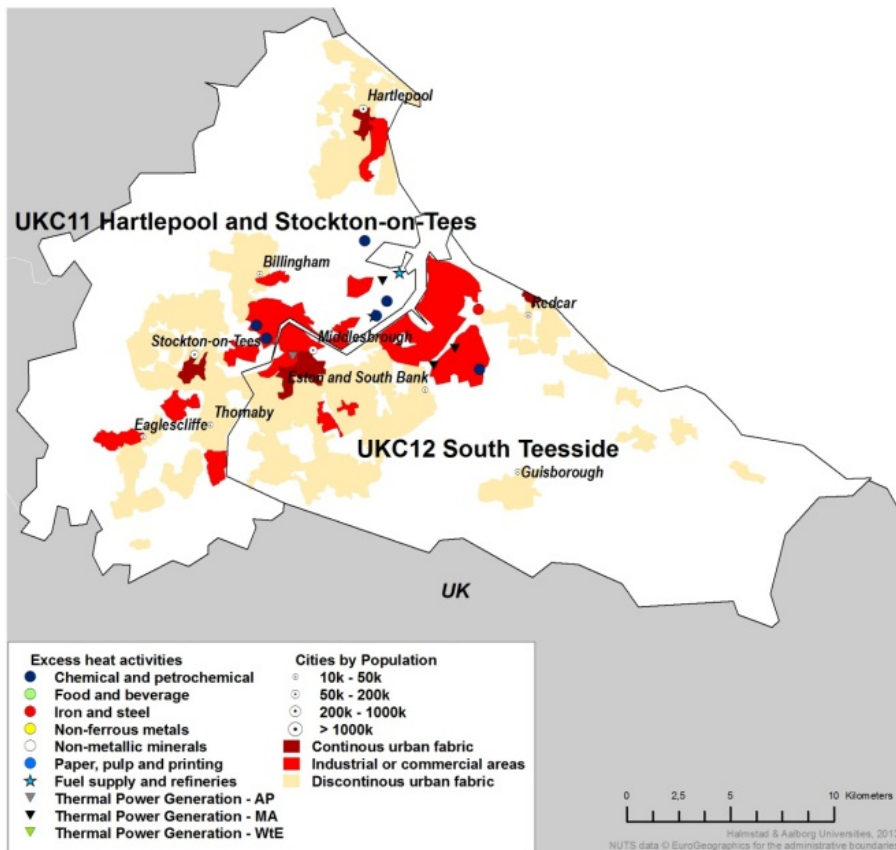 Hartlepool
UKC11 Hartlepool and Stockton-on-Tees
Billingham
Redcar
Stockton-on-Tees
Middlesbrough
Eston and South Bank
Thornaby
Eaglescliffe
UKC12 South Teesside
Guisborough
UK
Excess heat activities
Chemical and petrochemical
Food and beverage
Iron and steel
Non-ferrous metals
Non-metallic minerals
Paper, pulp and printing
Fuel supply and refineries
Thermal Power Generation - AP
Thermal Power Generation - MA
Thermal Power Generation - WtE
Cities by Population
10k - 50k
50k - 200k
200k - 1000k
> 1000k
Continous urban fabric
Industrial or commercial areas
Discontinous urban fabric
0 2,5 5 10 Kilometers
Halmstad & Aalborg Universities, 2013
NUTS data © EuroGeographics for the administrative boundaries